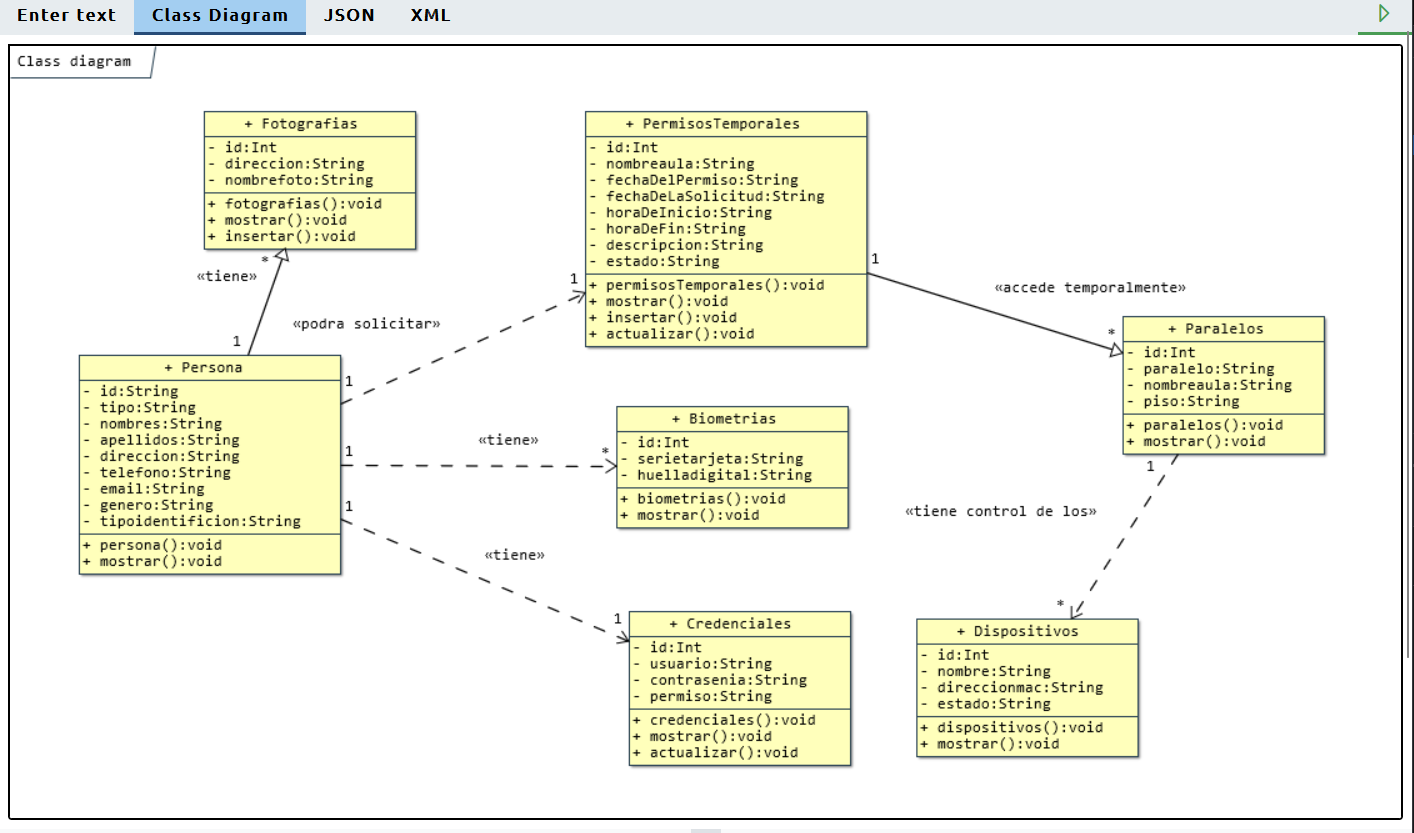 Enter text Class Diagram JSON XML
Class diagram
+ Fotografias
- id:Int
- direccion:String
- nombrefoto:String
+ fotografias():void
+ mostrar():void
+ insertar():void
*
«tiene»
1
+ PermisosTemporales
- id:Int
- nombreaula:String
- fechaDelPermiso:String
- fechaDeLaSolicitud:String
- horaDeInicio:String
- horaDeFin:String
- descripcion:String
- estado:String
+ permisosTemporales():void
+ mostrar():void
+ insertar():void
+ actualizar():void
1
«podra solicitar»
1
1
«accede temporalmente»
*
+ Paralelos
- id:Int
- paralelo:String
- nombreaula:String
- piso:String
+ paralelos():void
+ mostrar():void
+ Persona
- id:String
- tipo:String
- nombres:String
- apellidos:String
- direccion:String
- telefono:String
- email:String
- genero:String
- tipoidentificion:String
+ persona():void
+ mostrar():void
1
«tiene»
*
+ Biometrias
- id:Int
- serietarjeta:String
- huelladigital:String
+ biometrias():void
+ mostrar():void
1
«tiene»
1
+ Credenciales
- id:Int
- usuario:String
- contrasenia:String
- permiso:String
+ credenciales():void
+ mostrar():void
+ actualizar():void
1
«tiene control de los»
*
+ Dispositivos
- id:Int
- nombre:String
- direccionmac:String
- estado:String
+ dispositivos():void
+ mostrar():void